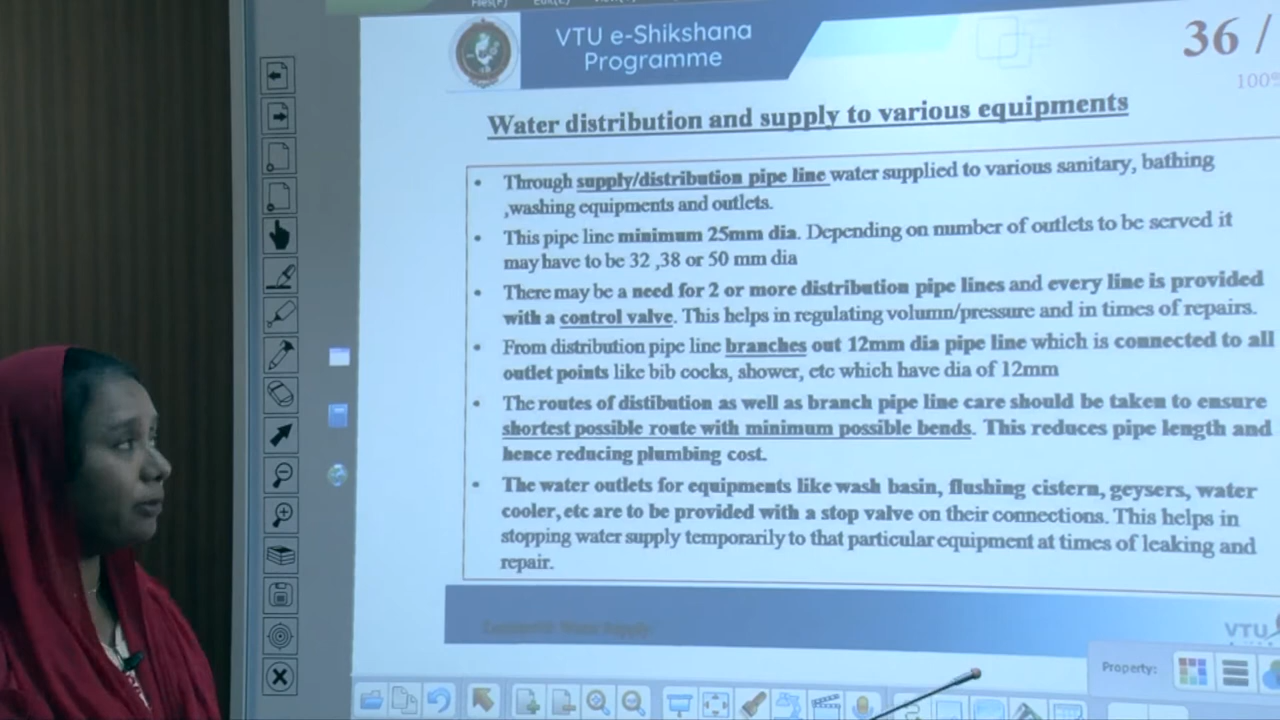 Files(F)
VTU e-Shikshana
Programme
36 /
100%
Water distribution and supply to various equipments
• Through supply/distribution pipe line water supplied to various sanitary, bathing
,washing equipments and outlets.
• This pipe line minimum 25mm dia. Depending on number of outlets to be served it
may have to be 32 ,38 or 50 mm dia
• There may be a need for 2 or more distribution pipe lines and every line is provided
with a control valve. This helps in regulating volumn/pressure and in times of repairs.
• From distribution pipe line branches out 12mm dia pipe line which is connected to all
outlet points like bib cocks, shower, etc which have dia of 12mm
• The routes of distibution as well as branch pipe line care should be taken to ensure
shortest possible route with minimum possible bends. This reduces pipe length and
hence reducing plumbing cost.
• The water outlets for equipments like wash basin, flushing cistern, geysers, water
cooler, etc are to be provided with a stop valve on their connections. This helps in
stopping water supply temporarily to that particular equipment at times of leaking and
repair.
VTU
Property: